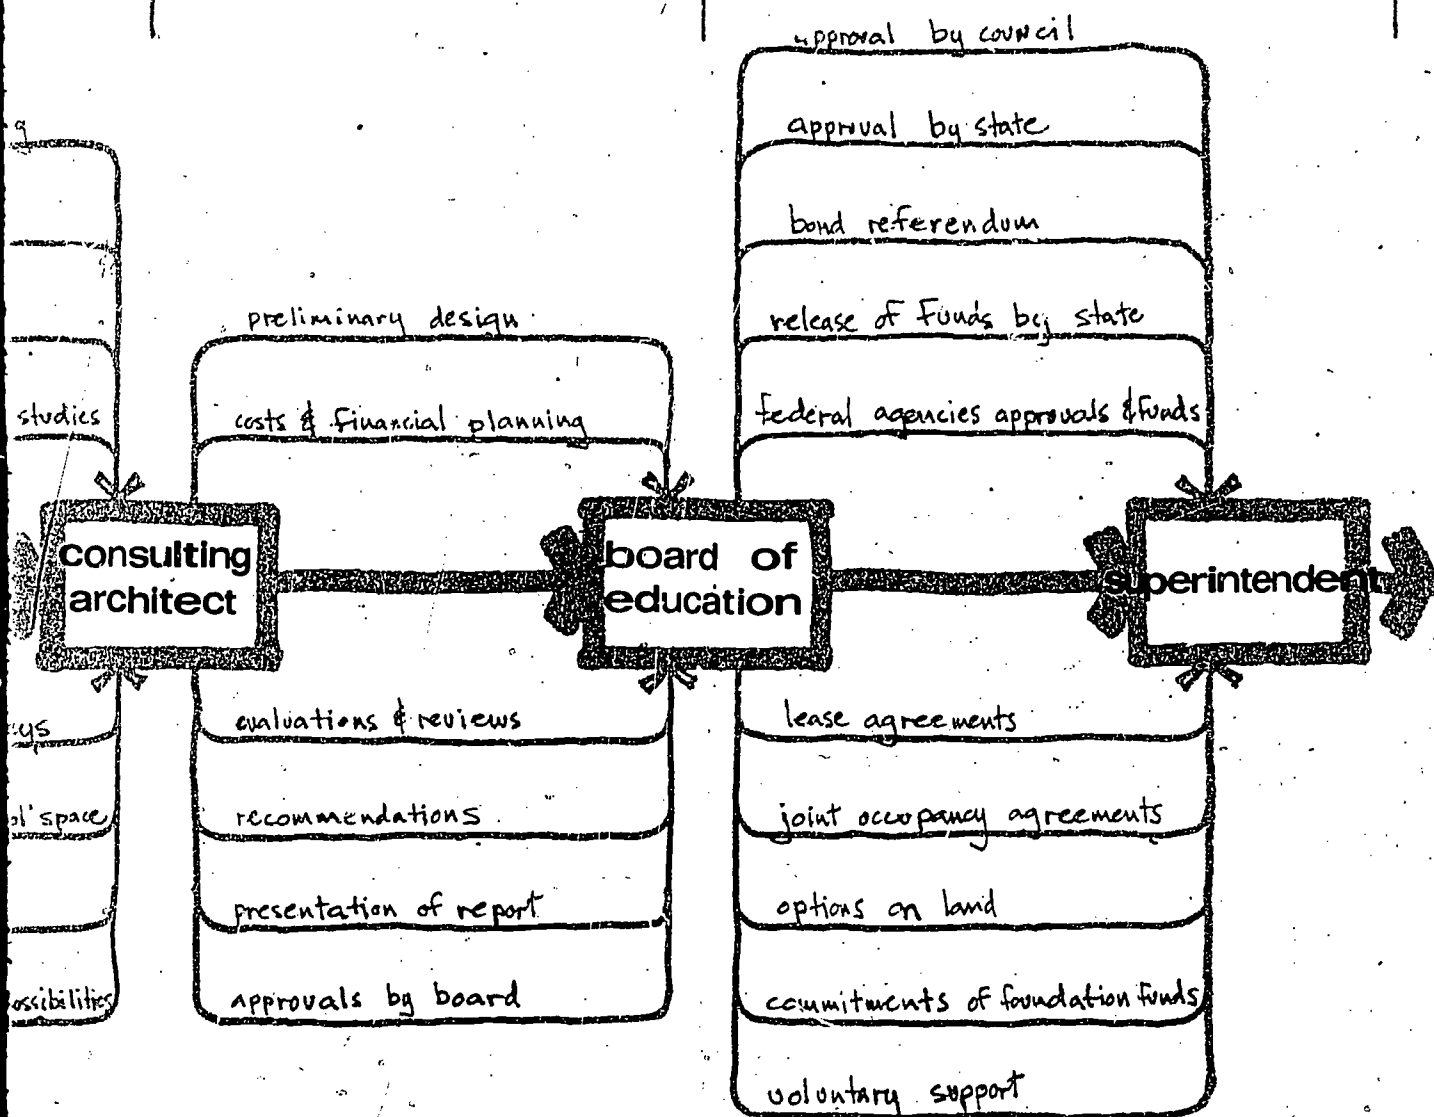 approval by council
approval by state
bond referendum
release of funds by state
federal agencies approvals & funds
preliminary design
costs & financial planning
studies
consulting
architect
board of
education
superintendent
evaluations & reviews
recommendations
presentation of report
approvals by board
lease agreements
joint occupancy agreements
options on land
commitments of foundation funds
voluntary support
space